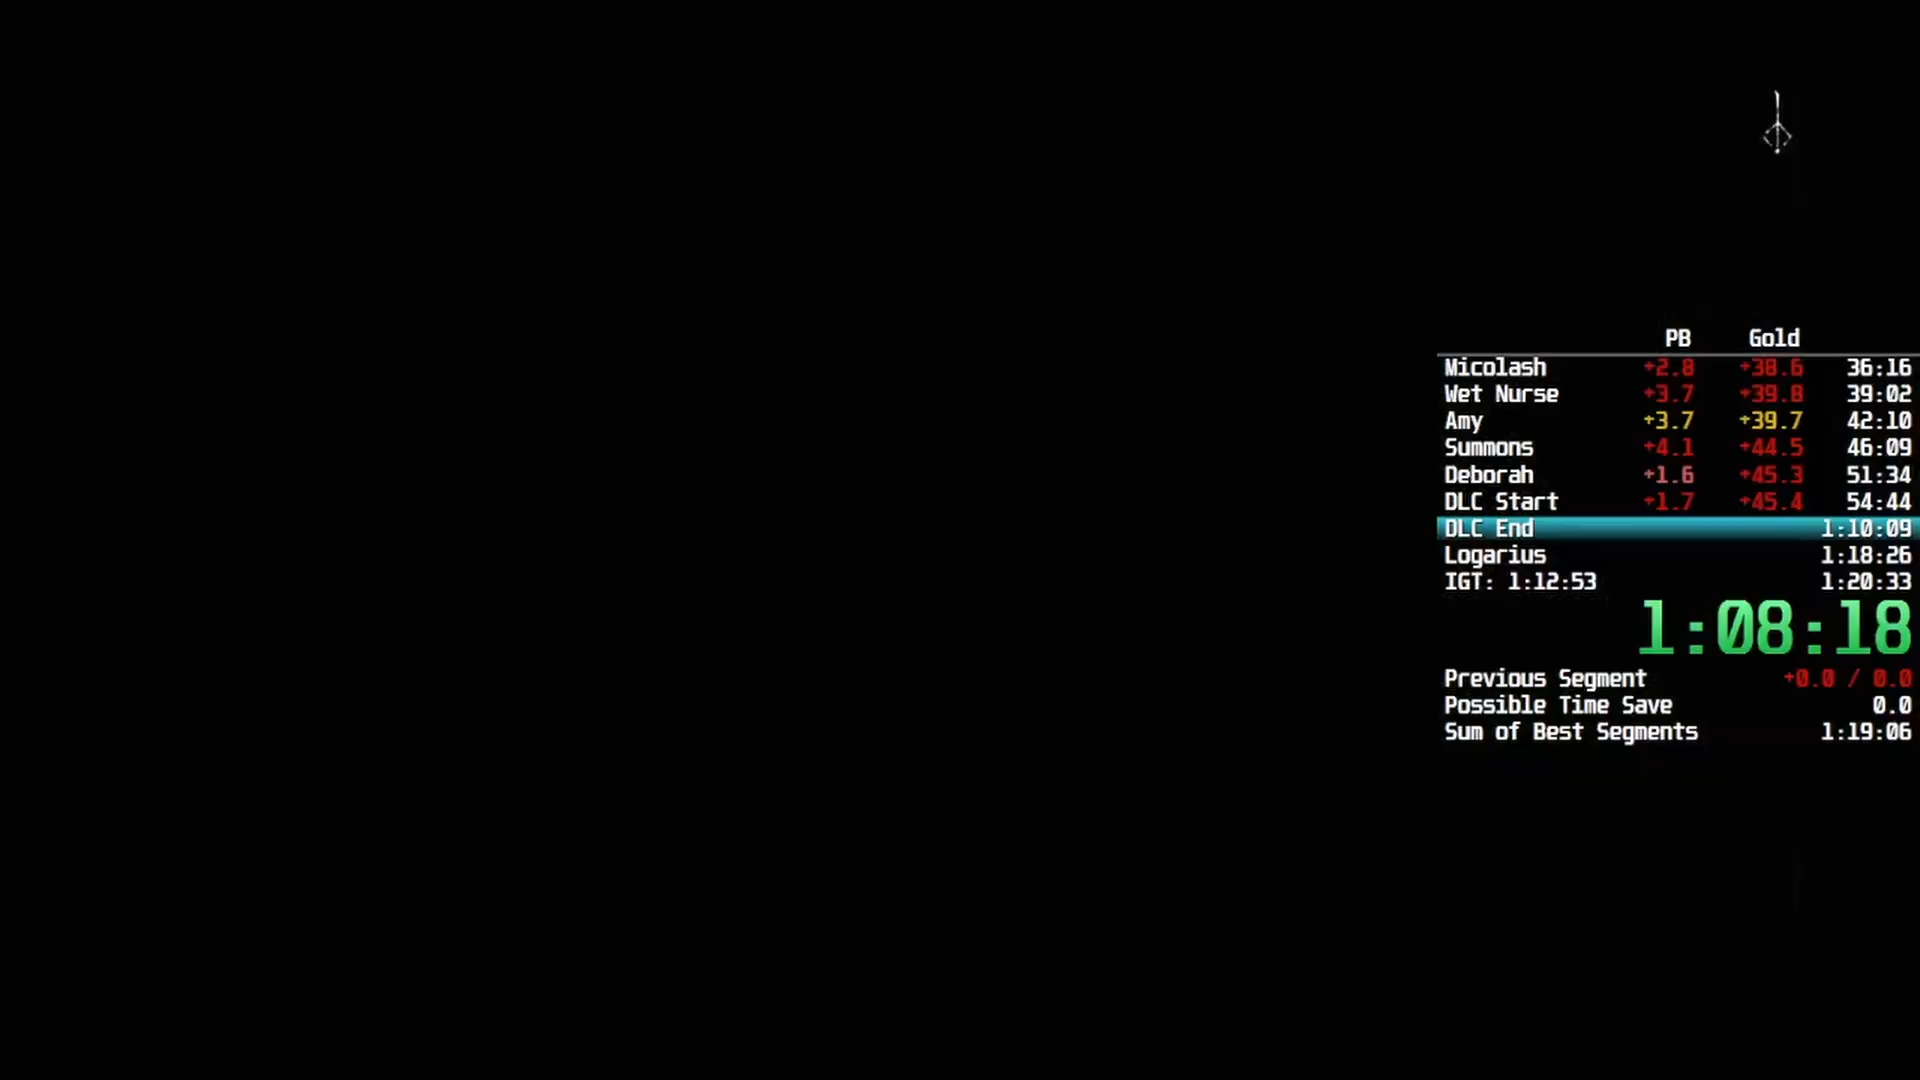 PB Gold
Micolash +2.8 +38.6 36:16
Wet Nurse +3.7 +39.8 39:02
Amy +3.7 +39.7 42:10
Summons +4.1 +44.5 46:09
Deborah +1.6 +45.3 51:34
DLC Start +1.7 +45.4 54:44
DLC End 1:10:09
Logarius 1:18:26
IGT: 1:12:53 1:20:33
1:08:18
Previous Segment +0.0 / 0.0
Possible Time Save 0.0
Sum of Best Segments 1:19:06